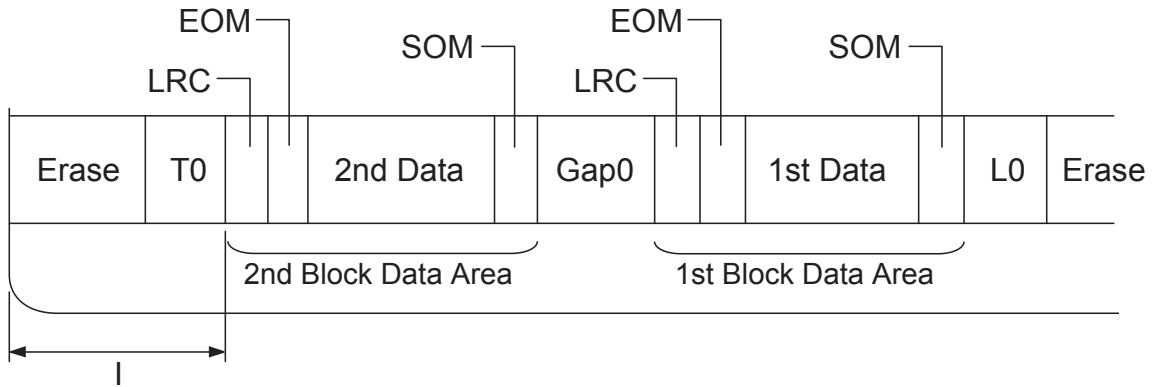 EOM
SOM
LRC
EOM
SOM
LRC
Erase T0 2nd Data Gap0 1st Data L0 Erase
2nd Block Data Area 1st Block Data Area
l